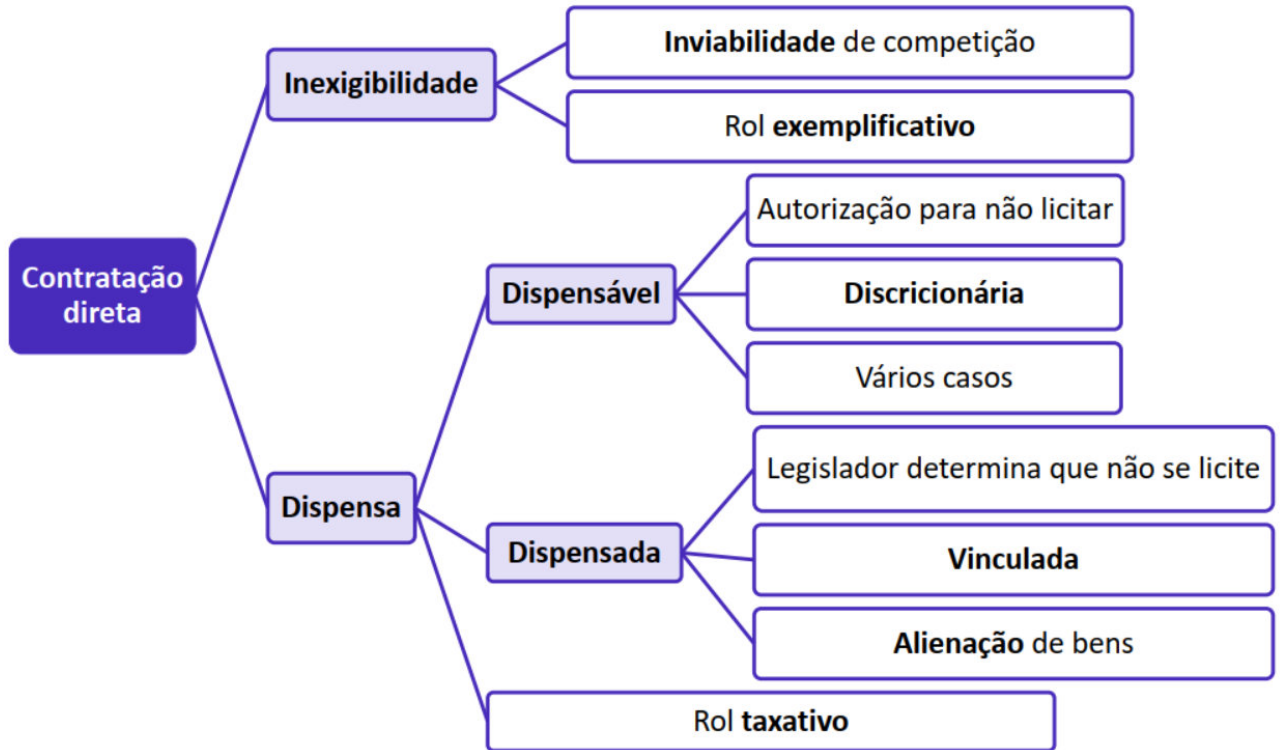 Contratação
direta
Inexigibilidade
Inviabilidade de competição
Rol exemplificativo
Dispensa
Dispensável
Autorização para não licitar
Discricionária
Vários casos
Dispensada
Legislador determina que não se licite
Vinculada
Alienação de bens
Rol taxativo